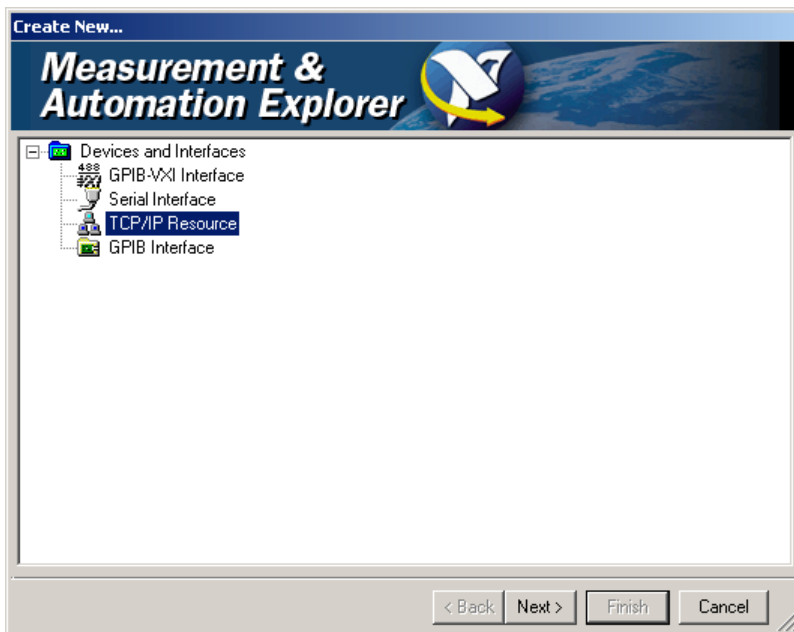 Create New...
Measurement &
Automation Explorer
Devices and Interfaces
GPIB-VXI Interface
Serial Interface
TCP/IP Resource
GPIB Interface
< Back Next > Finish Cancel